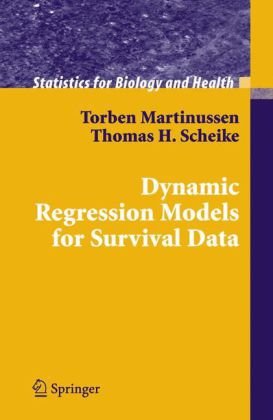 Statistics for Biology and Health
Torben Martinussen
Thomas H. Scheike
Dynamic
Regression Models
for Survival Data
Springer